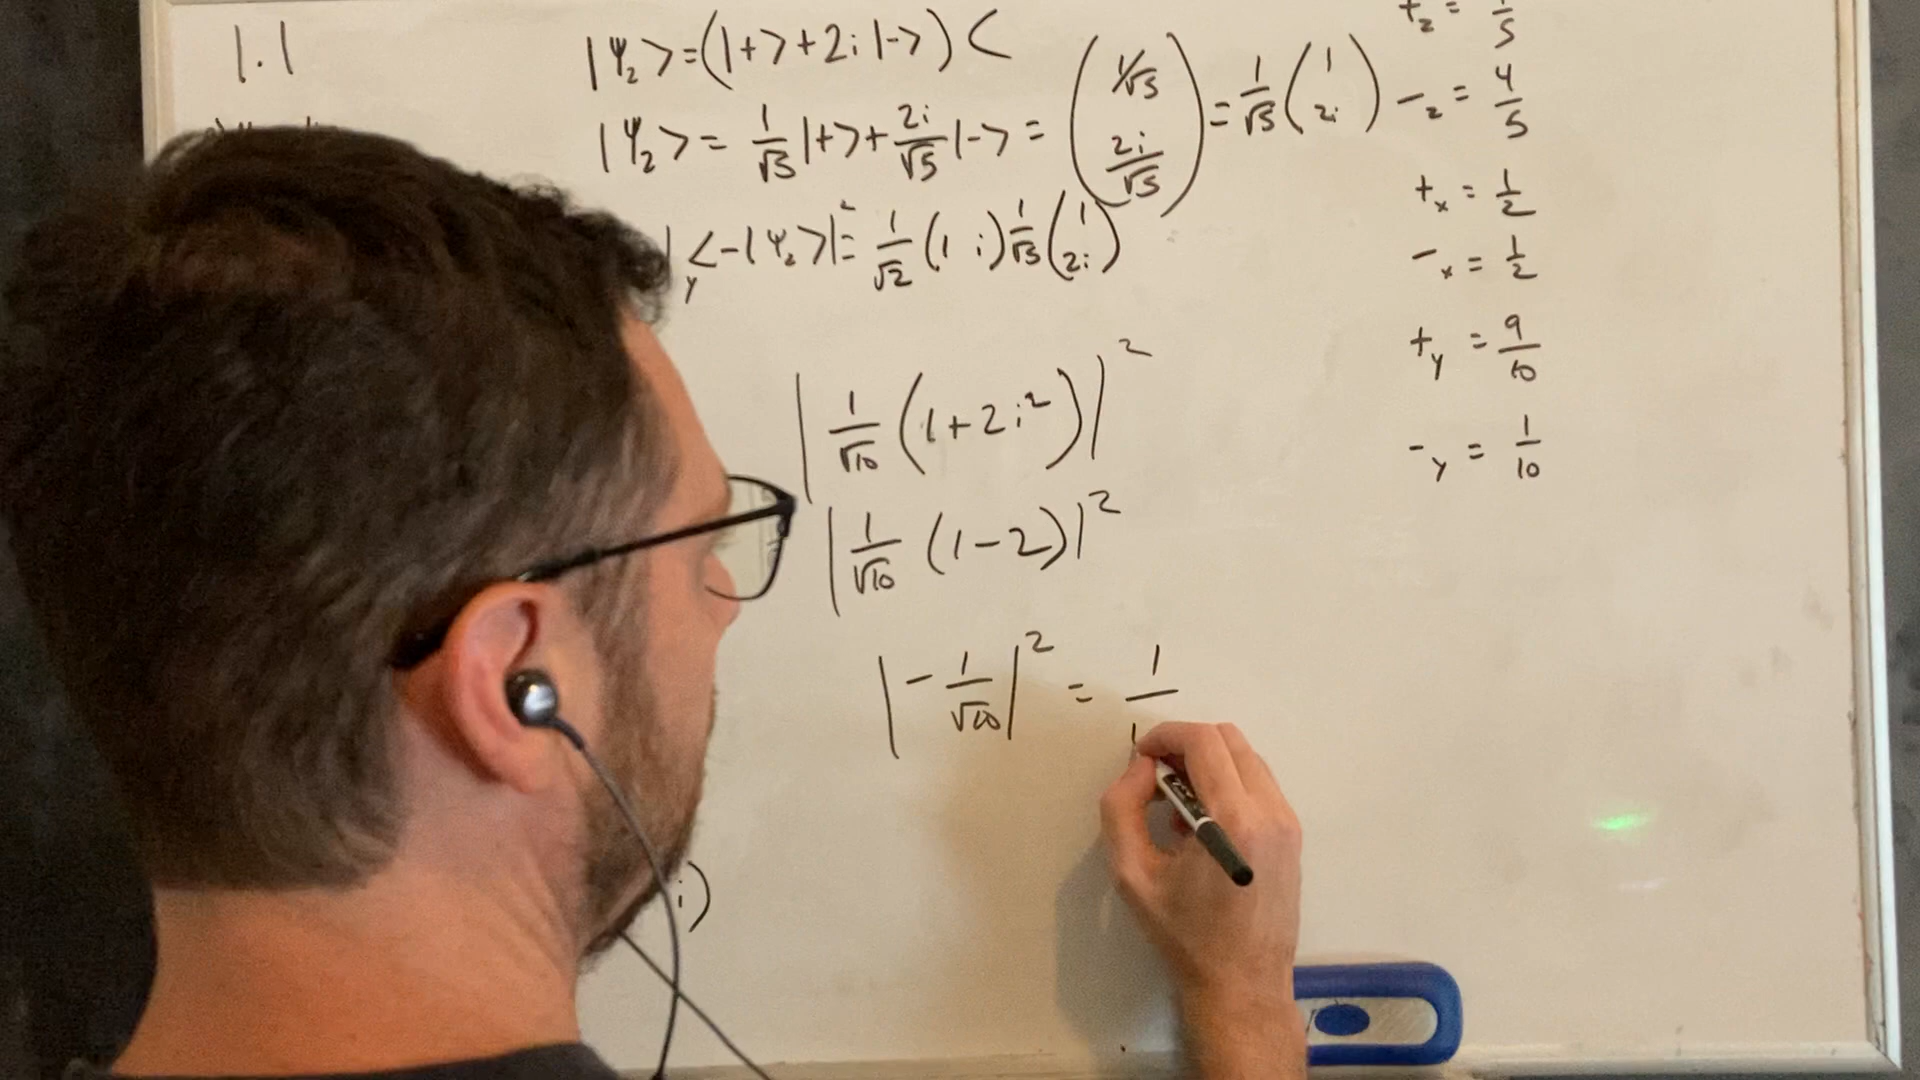 1.1
|Ψ₂> = (|+> + 2i |->) C
|Ψ₂> = 1/√5 |+> + 2i/√5 |-> = (1/√5 2i/√5) = 1/√5 (1 2i)
|y<-|Ψ₂>|² = 1/√2 (1 i) 1/√5 (1 2i)
|1/√10 (1+2i²)|²
|1/√10 (1-2)|²
|-1/√10|² = 1/1
i)
+z = 1/5
-z = 4/5
+x = 1/2
-x = 1/2
+y = 9/10
-y = 1/10